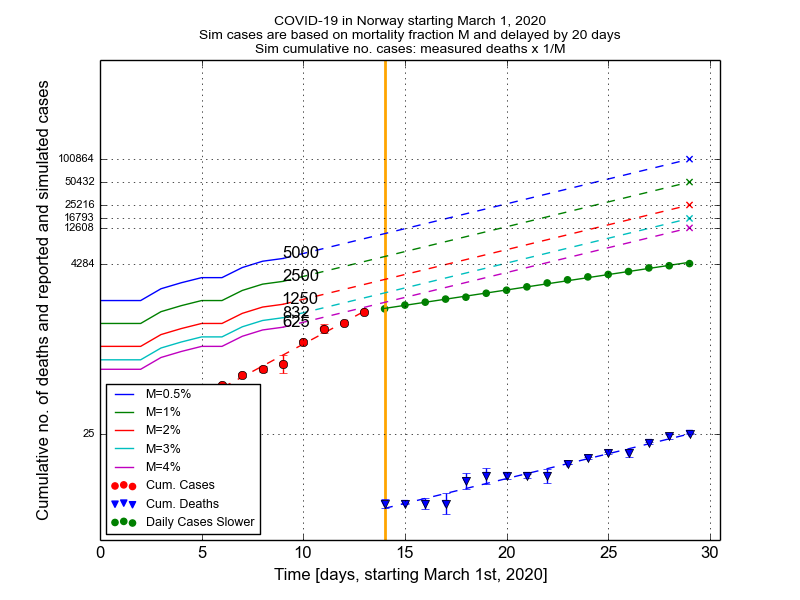 COVID-19 in Norway starting March 1, 2020
Sim cases are based on mortality fraction M and delayed by 20 days
Sim cumulative no. cases: measured deaths x 1/M
Cumulative no. of deaths and reported and simulated cases
100864
50432
25216
16793
12608
4284
25
5000
2500
1250
832
625
M=0.5%
M=1%
M=2%
M=3%
M=4%
Cum. Cases
Cum. Deaths
Daily Cases Slower
0 5 10 15 20 25 30
Time [days, starting March 1st, 2020]